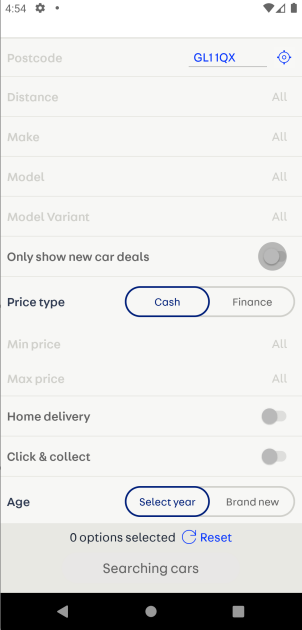 4:54
Postcode GL11QX
Distance All
Make All
Model All
Model Variant All
Only show new car deals
Price type Cash Finance
Min price All
Max price All
Home delivery
Click & collect
Age Select year Brand new
0 options selected Reset
Searching cars